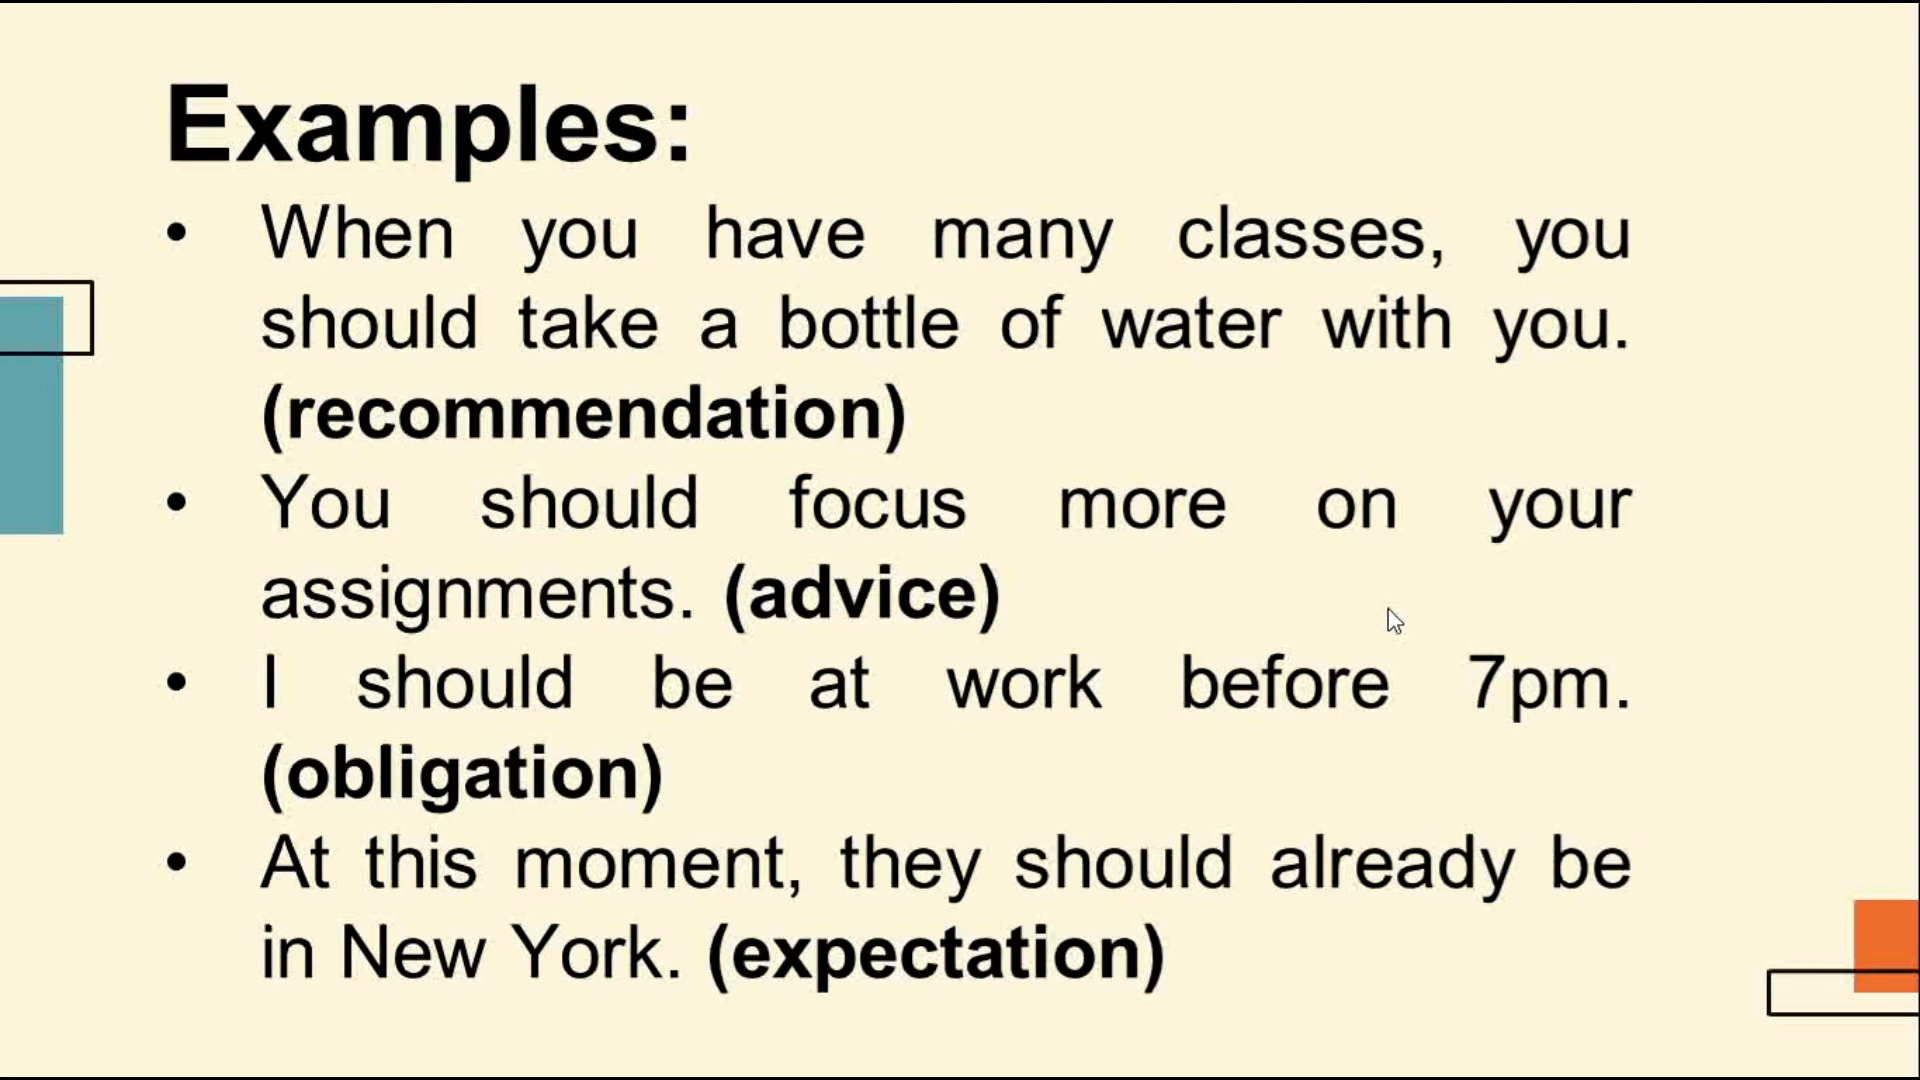 Examples:
• When you have many classes, you
should take a bottle of water with you.
(recommendation)
• You should focus more on your
assignments. (advice)
• I should be at work before 7pm.
(obligation)
• At this moment, they should already be
in New York. (expectation)